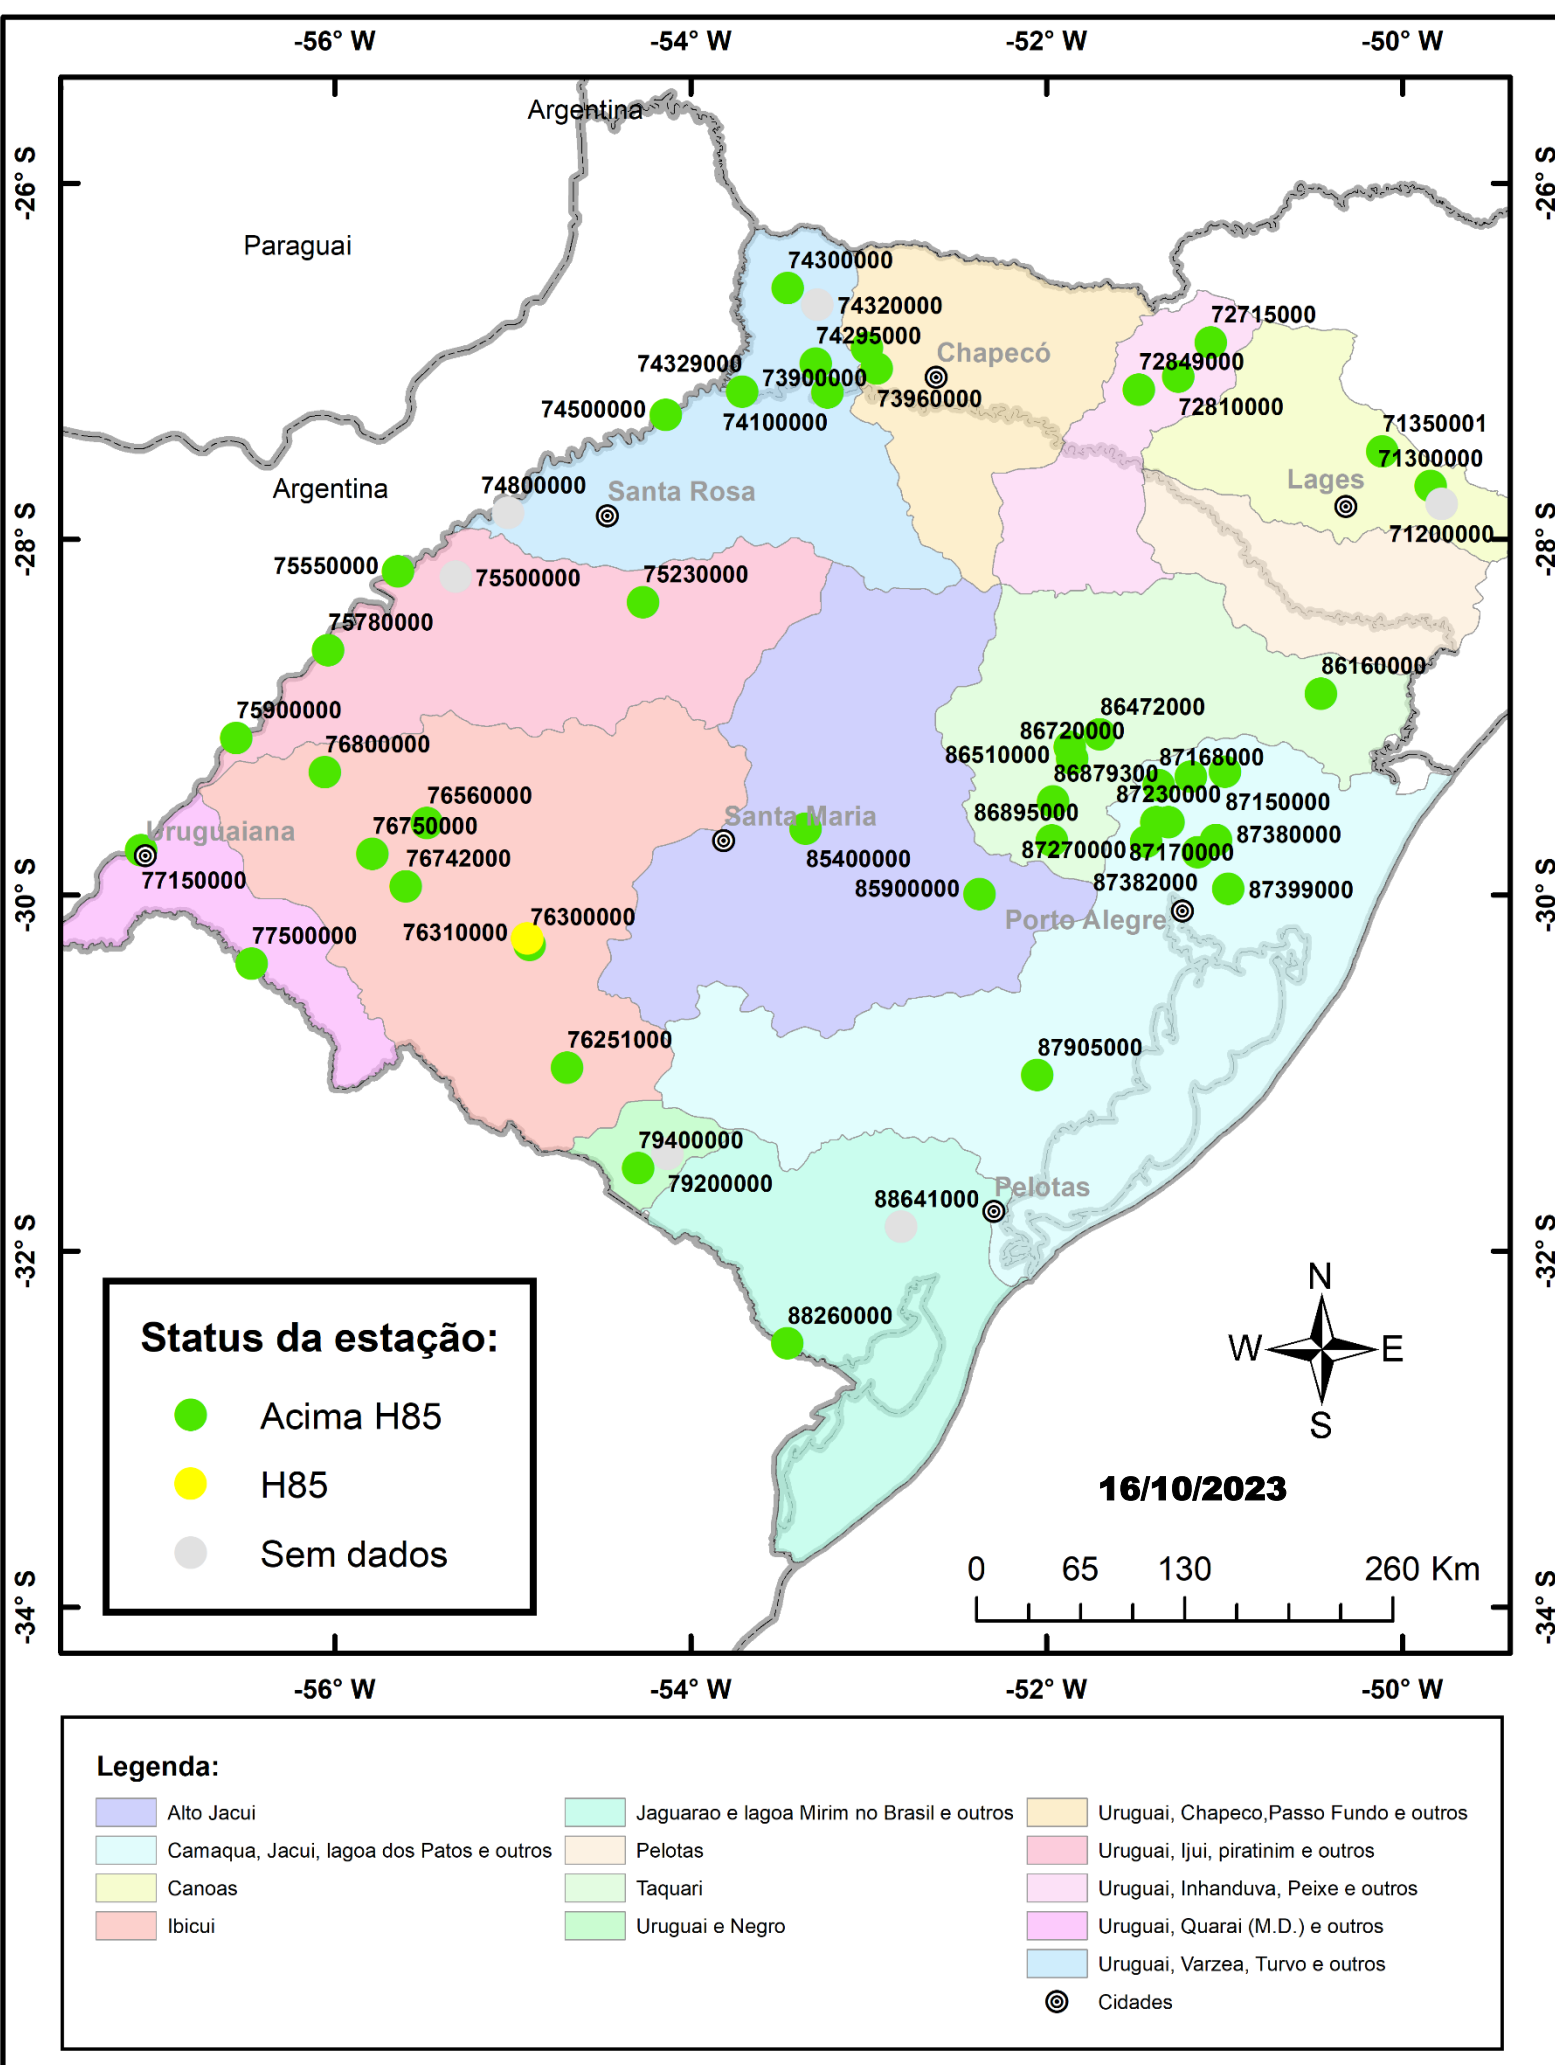 -56° W
-54° W
-52° W
-50° W
Argentina
-26° S
-26° S
Paraguai
74300000
74320000
72715000
74295000
Chapecó
74329000
73900000
72849000
73960000
72810000
74500000
74100000
71350001
71300000
Argentina
74800000
Santa Rosa
Lages
-28° S
-28° S
71200000
75550000
75500000
75230000
75780000
86160000
75900000
86472000
76800000
86720000
86510000
87168000
86879300
76560000
87230000
87150000
Uruguaiana
76750000
Santa Maria
86895000
87380000
76742000
85400000
87270000
87170000
77150000
85900000
87382000
87399000
-30° S
-30° S
76300000
Porto Alegre
76310000
77500000
76251000
87905000
79400000
79200000
Pelotas
88641000
-32° S
-32° S
88260000
N
W
E
S
Status da estação:
Acima H85
H85
Sem dados
16/10/2023
0
65
130
260 Km
-34° S
-34° S
-56° W
-54° W
-52° W
-50° W
Legenda:
Alto Jacui
Camaqua, Jacui, lagoa dos Patos e outros
Canoas
Ibicui
Jaguarao e lagoa Mirim no Brasil e outros
Pelotas
Taquari
Uruguai e Negro
Uruguai, Chapeco,Passo Fundo e outros
Uruguai, Ijui, piratinim e outros
Uruguai, Inhanduva, Peixe e outros
Uruguai, Quarai (M.D.) e outros
Uruguai, Varzea, Turvo e outros
Cidades